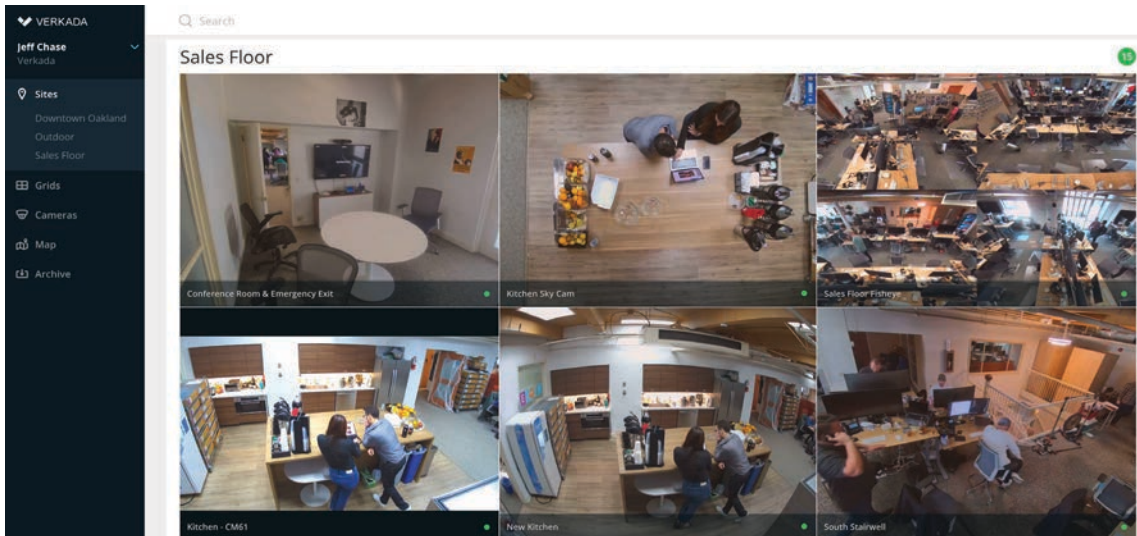 VERKADA
Search
Jeff Chase
Verkada
Sales Floor
15
Sites
Downtown Oakland
Outdoor
Sales Floor
Grids
Cameras
Map
Archive
Conference Room & Emergency Exit
Kitchen Sky Cam
Sales Floor Fisheye
Kitchen - CM61
New Kitchen
South Stairwell